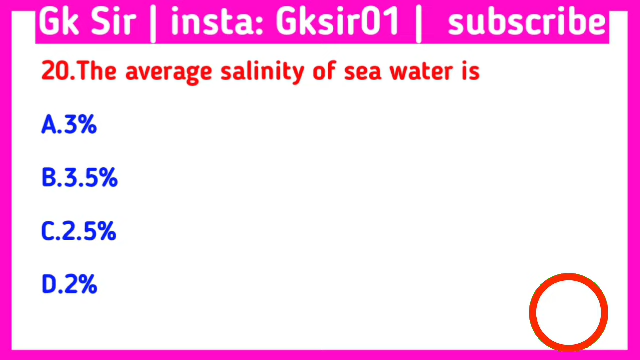 Gk Sir | insta: Gksir01 | subscribe
20.The average salinity of sea water is
A.3%
B.3.5%
C.2.5%
D.2%